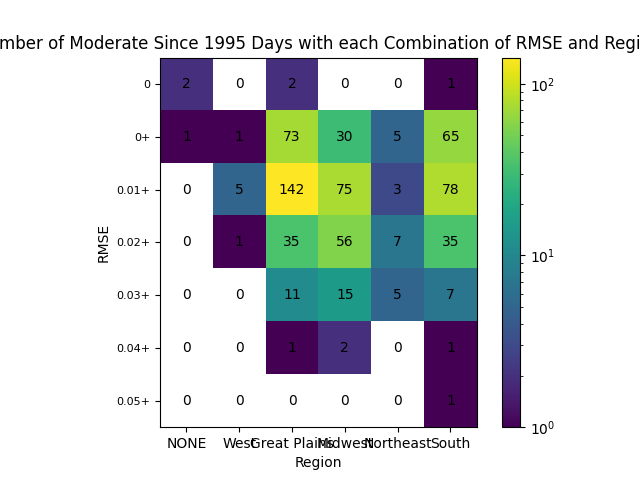 mber of Moderate Since 1995 Days with each Combination of RMSE and Regi
0 2 0 2 0 0 1
0+ 1 1 73 30 5 65
0.01+ 0 5 142 75 3 78
0.02+ 0 1 35 56 7 35
0.03+ 0 0 11 15 5 7
0.04+ 0 0 1 2 0 1
0.05+ 0 0 0 0 0 1
RMSE
NONE West Great Plains Midwest Northeast South
Region
10²
10¹
10⁰